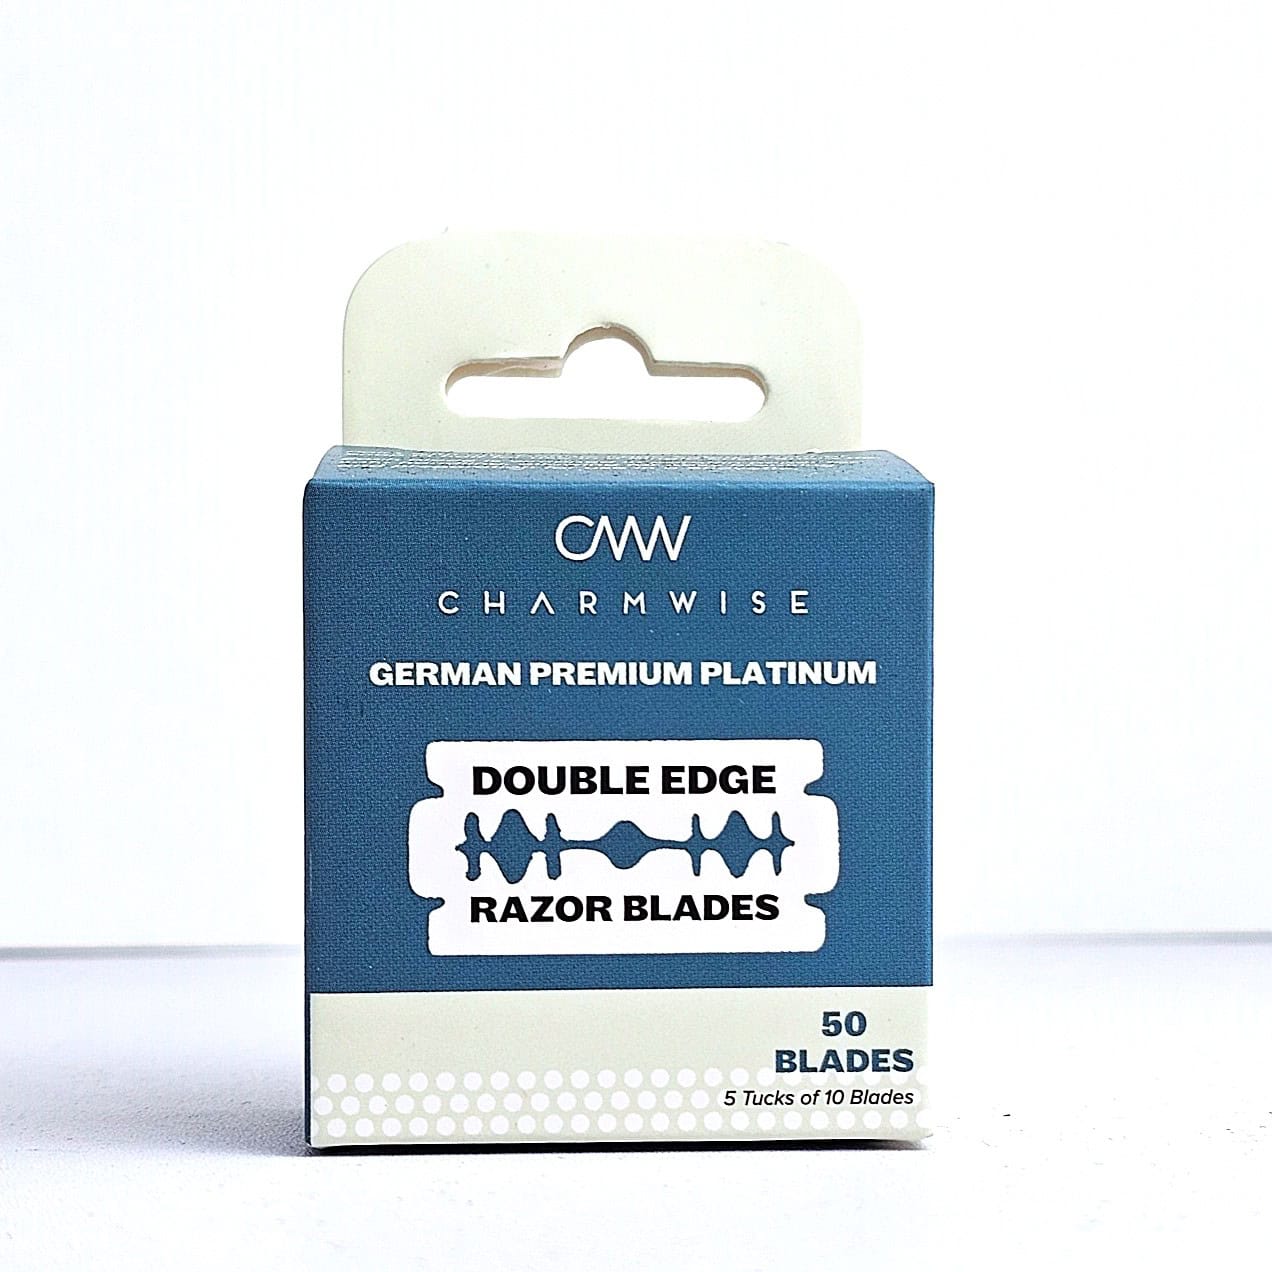 CMW
CHARMWISE
GERMAN PREMIUM PLATINUM
DOUBLE EDGE
RAZOR BLADES
50
BLADES
5 Tucks of 10 Blades